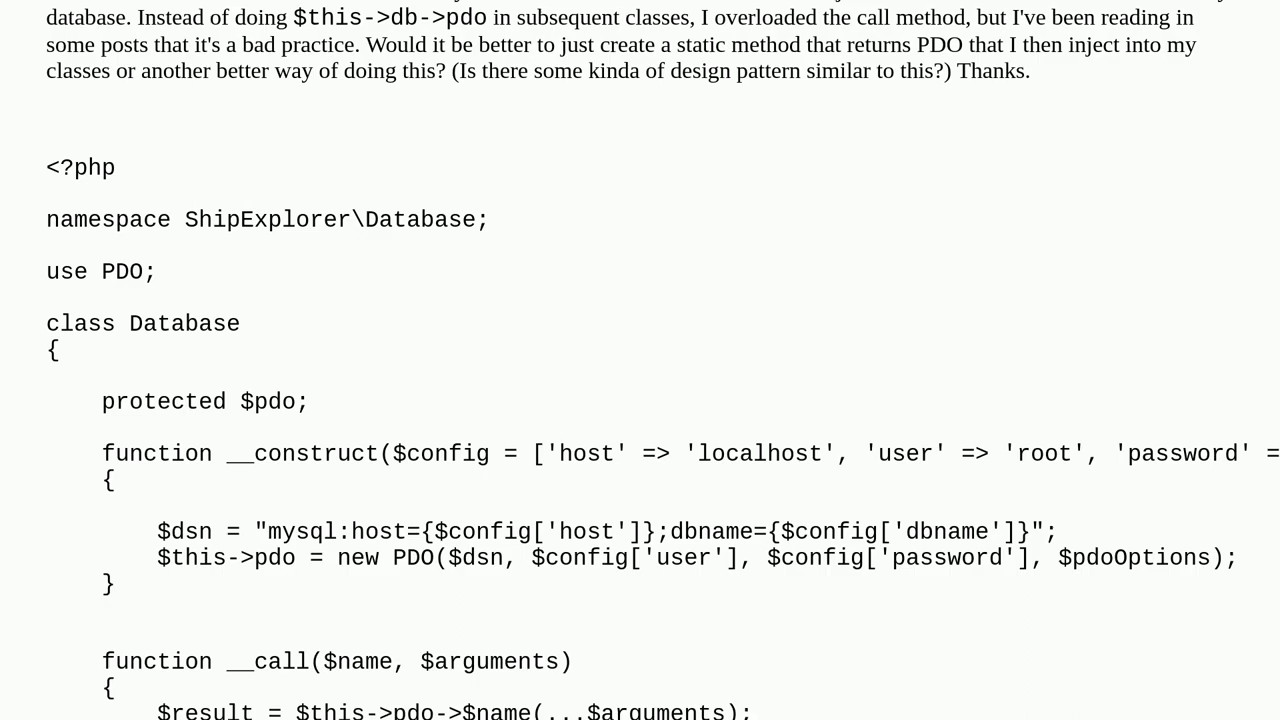 database. Instead of doing $this->db->pdo in subsequent classes, I overloaded the call method, but I've been reading in
some posts that it's a bad practice. Would it be better to just create a static method that returns PDO that I then inject into my
classes or another better way of doing this? (Is there some kinda of design pattern similar to this?) Thanks.
<?php
namespace ShipExplorer\Database;
use PDO;
class Database
{
protected $pdo;
function __construct($config = ['host' => 'localhost', 'user' => 'root', 'password' =
{
$dsn = "mysql:host={$config['host']};dbname={$config['dbname']}";
$this->pdo = new PDO($dsn, $config['user'], $config['password'], $pdoOptions);
}
function __call($name, $arguments)
{
$result = $this->pdo->$name(...$arguments);